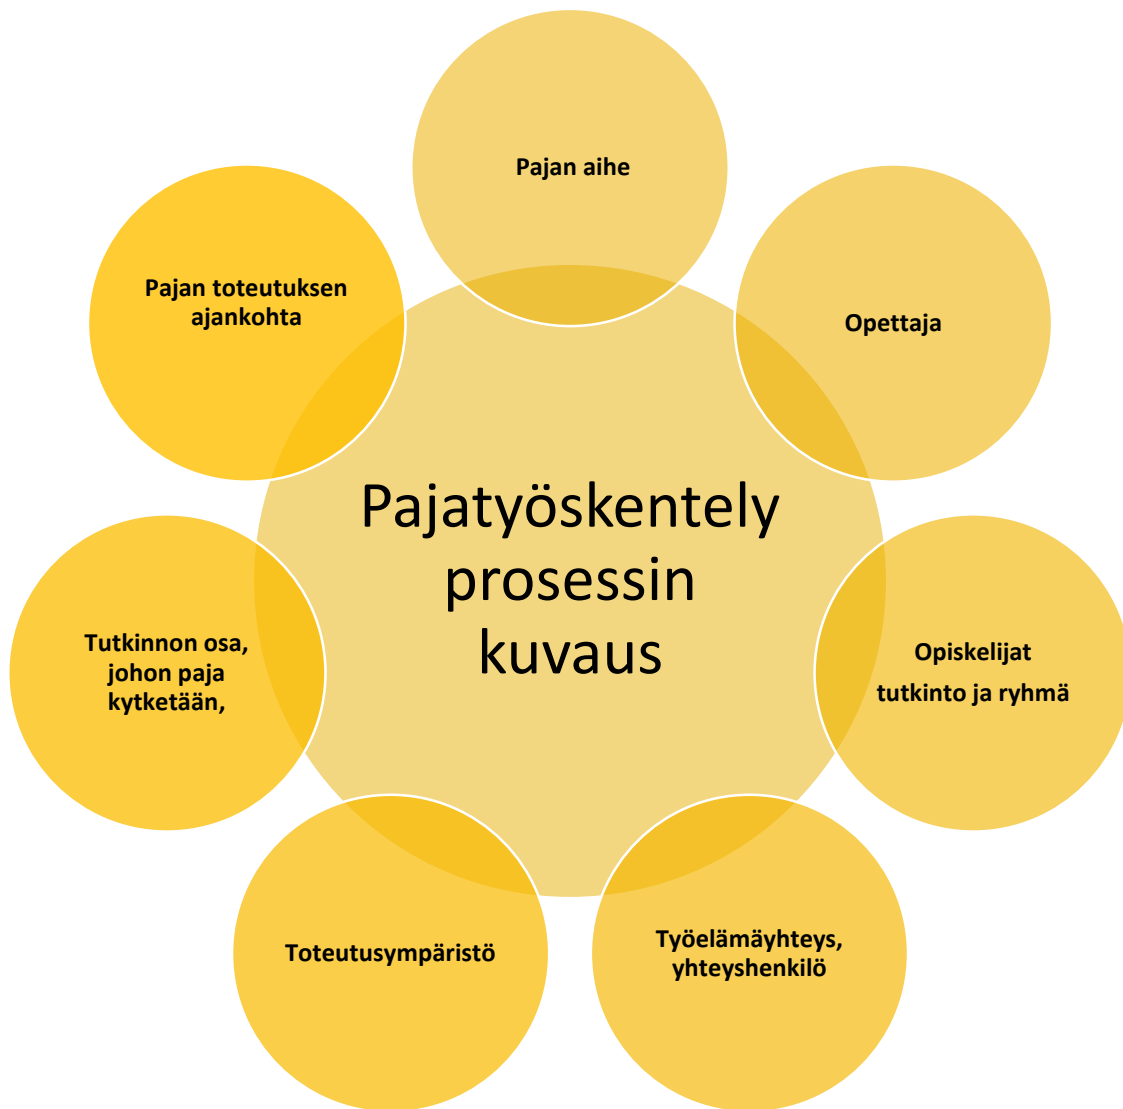 Pajan aihe
Opettaja
Opiskelijat
tutkinto ja ryhmä
Työelämäyhteys,
yhteyshenkilö
Toteutusympäristö
Tutkinnon osa,
johon paja
kytketään,
Pajan toteutuksen
ajankohta
Pajatyöskentely
prosessin
kuvaus